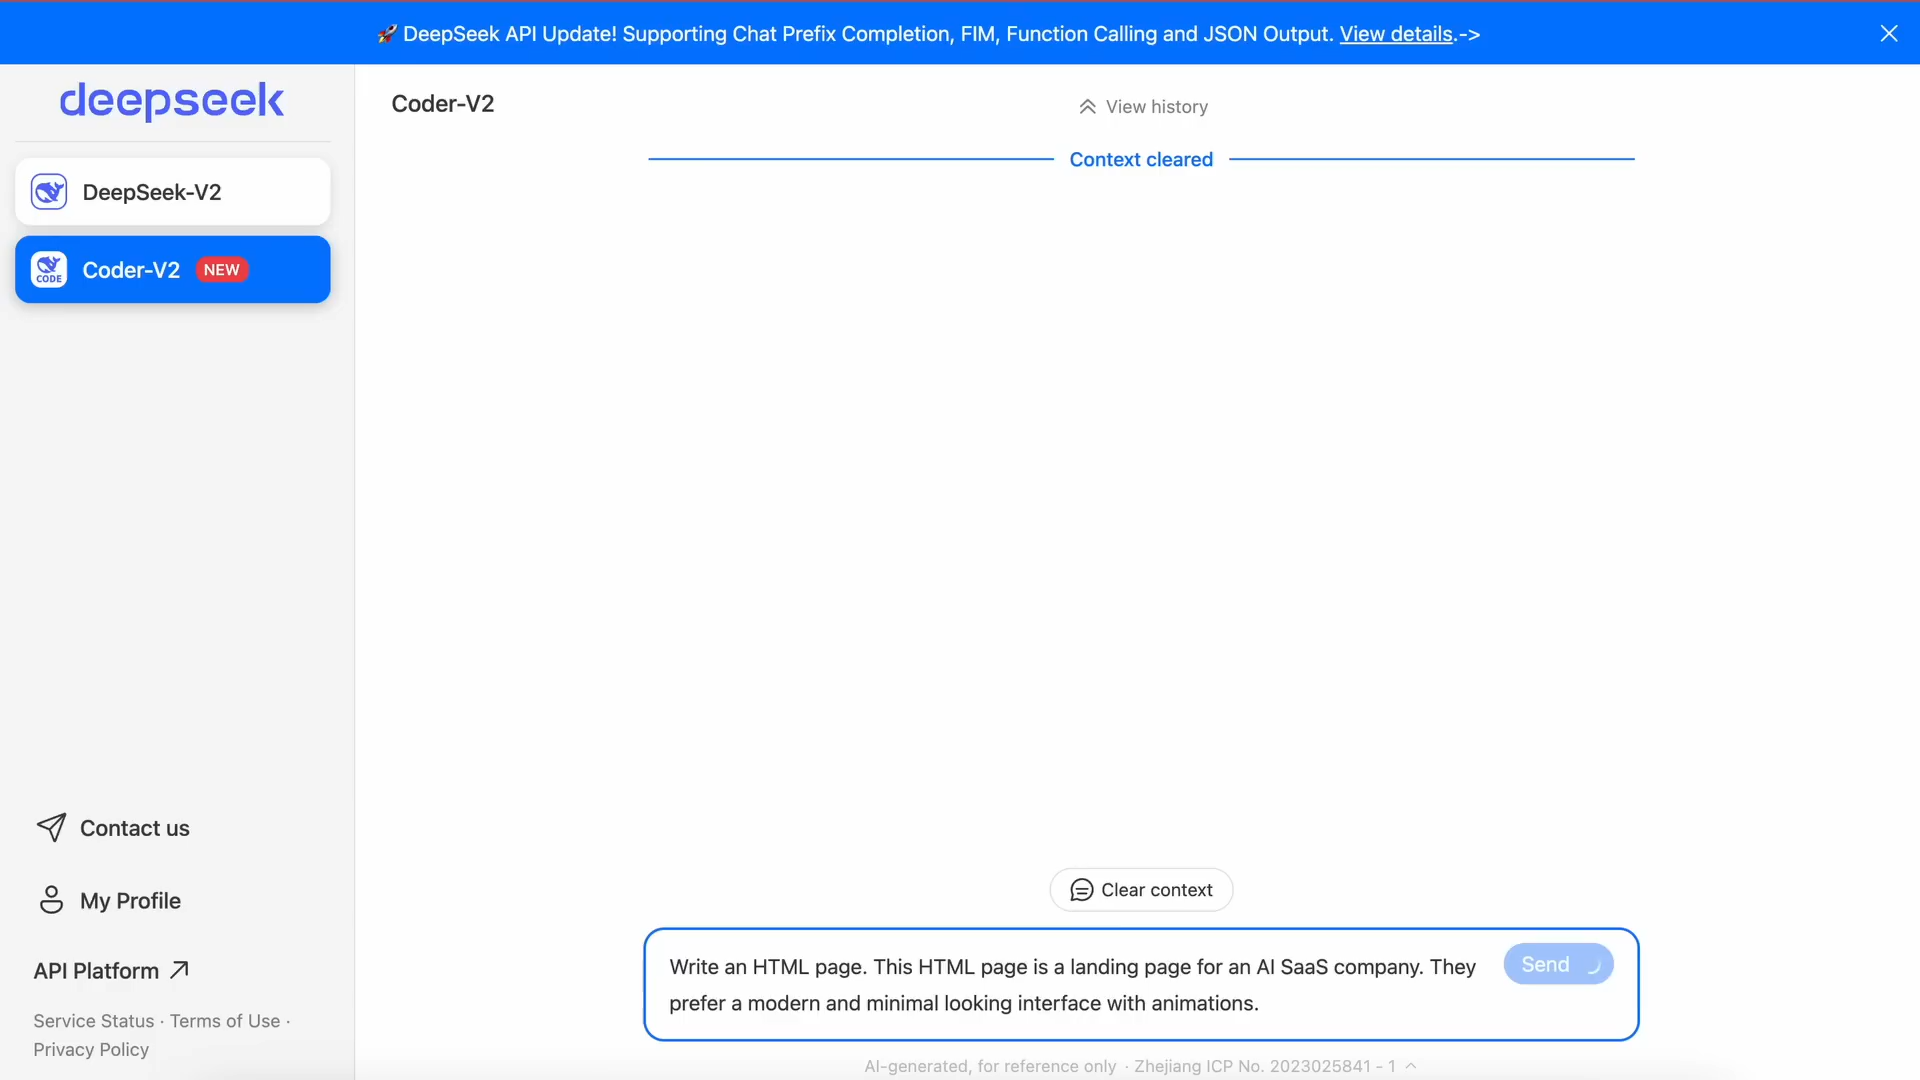 🚀 DeepSeek API Update! Supporting Chat Prefix Completion, FIM, Function Calling and JSON Output. View details.->
deepseek
DeepSeek-V2
CODE
Coder-V2 NEW
Contact us
My Profile
API Platform
Service Status · Terms of Use ·
Privacy Policy
Coder-V2
View history
Context cleared
Clear context
Write an HTML page. This HTML page is a landing page for an AI SaaS company. They
prefer a modern and minimal looking interface with animations.
Send
AI-generated, for reference only · Zhejiang ICP No. 2023025841 - 1